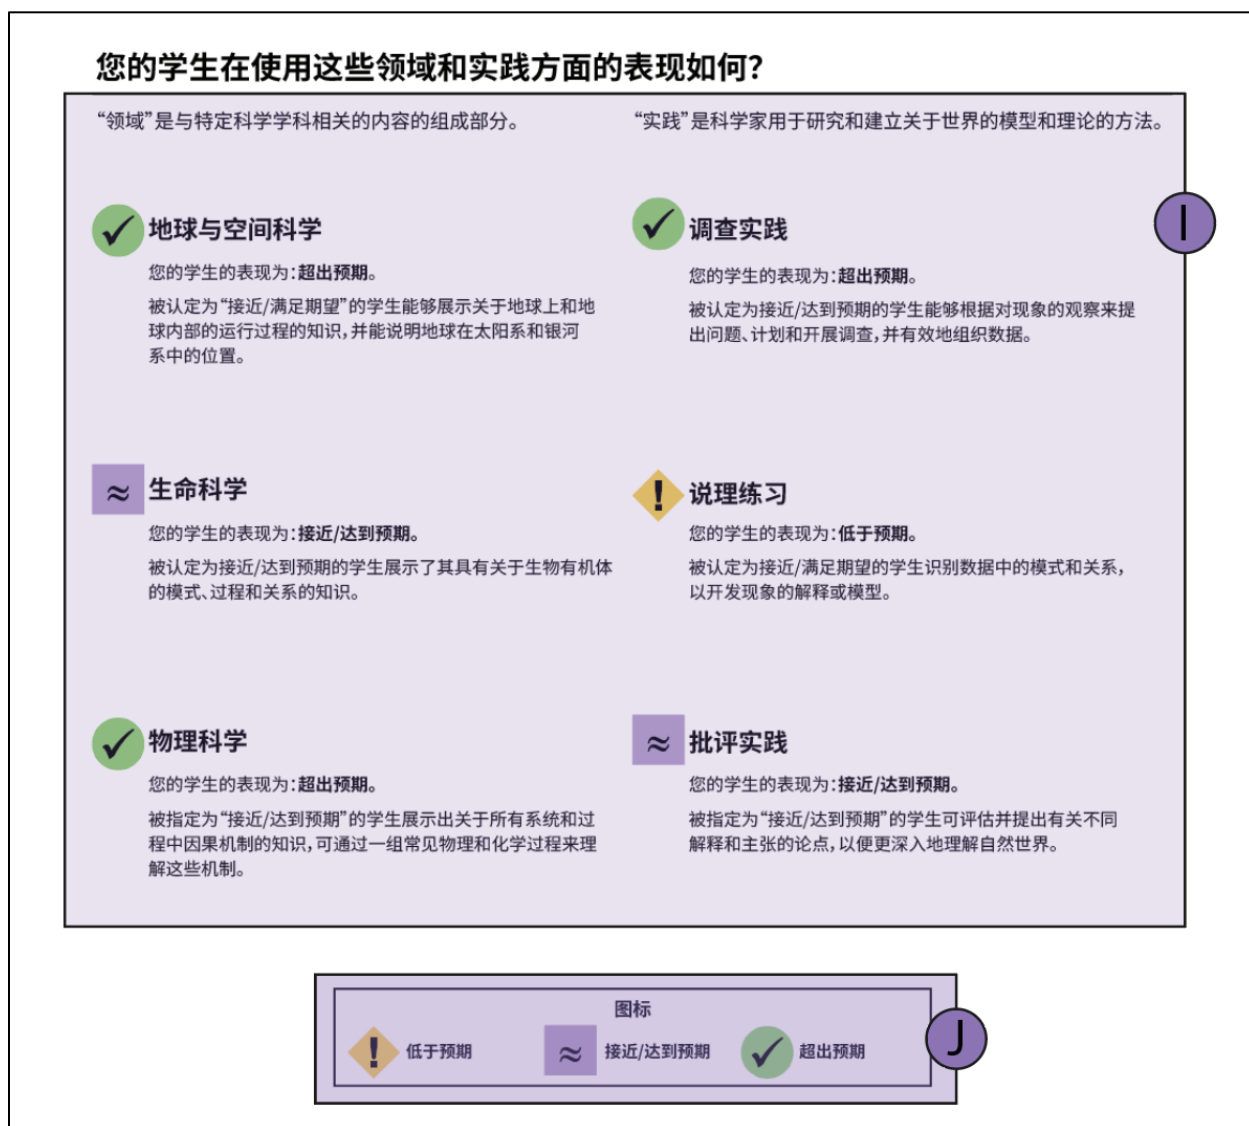 您的学生在使用这些领域和实践方面的表现如何?
“领域”是与特定科学学科相关的内容的组成部分。
地球与空间科学
您的学生的表现为:超出预期。
被认定为“接近/满足期望”的学生能够展示关于地球上和地
球内部的运行过程的知识,并能说明地球在太阳系和银河
系中的位置。
生命科学
您的学生的表现为:接近/达到预期。
被认定为接近/达到预期的学生展示了其具有关于生物有机体
的模式、过程和关系的知识。
物理科学
您的学生的表现为:超出预期。
被指定为“接近/达到预期”的学生展示出关于所有系统和过
程中因果机制的知识,可通过一组常见物理和化学过程来理
解这些机制。
“实践”是科学家用于研究和建立关于世界的模型和理论的方法。
调查实践
您的学生的表现为:超出预期。
被认定为接近/达到预期的学生能够根据对现象的观察来提
出问题、计划和开展调查,并有效地组织数据。
说理练习
您的学生的表现为:低于预期。
被认定为接近/满足期望的学生识别数据中的模式和关系,
以开发现象的解释或模型。
批评实践
您的学生的表现为:接近/达到预期。
被指定为“接近/达到预期”的学生可评估并提出有关不同
解释和主张的论点,以便更深入地理解自然世界。
I
图标
! 低于预期
≈ 接近/达到预期
✓ 超出预期
J